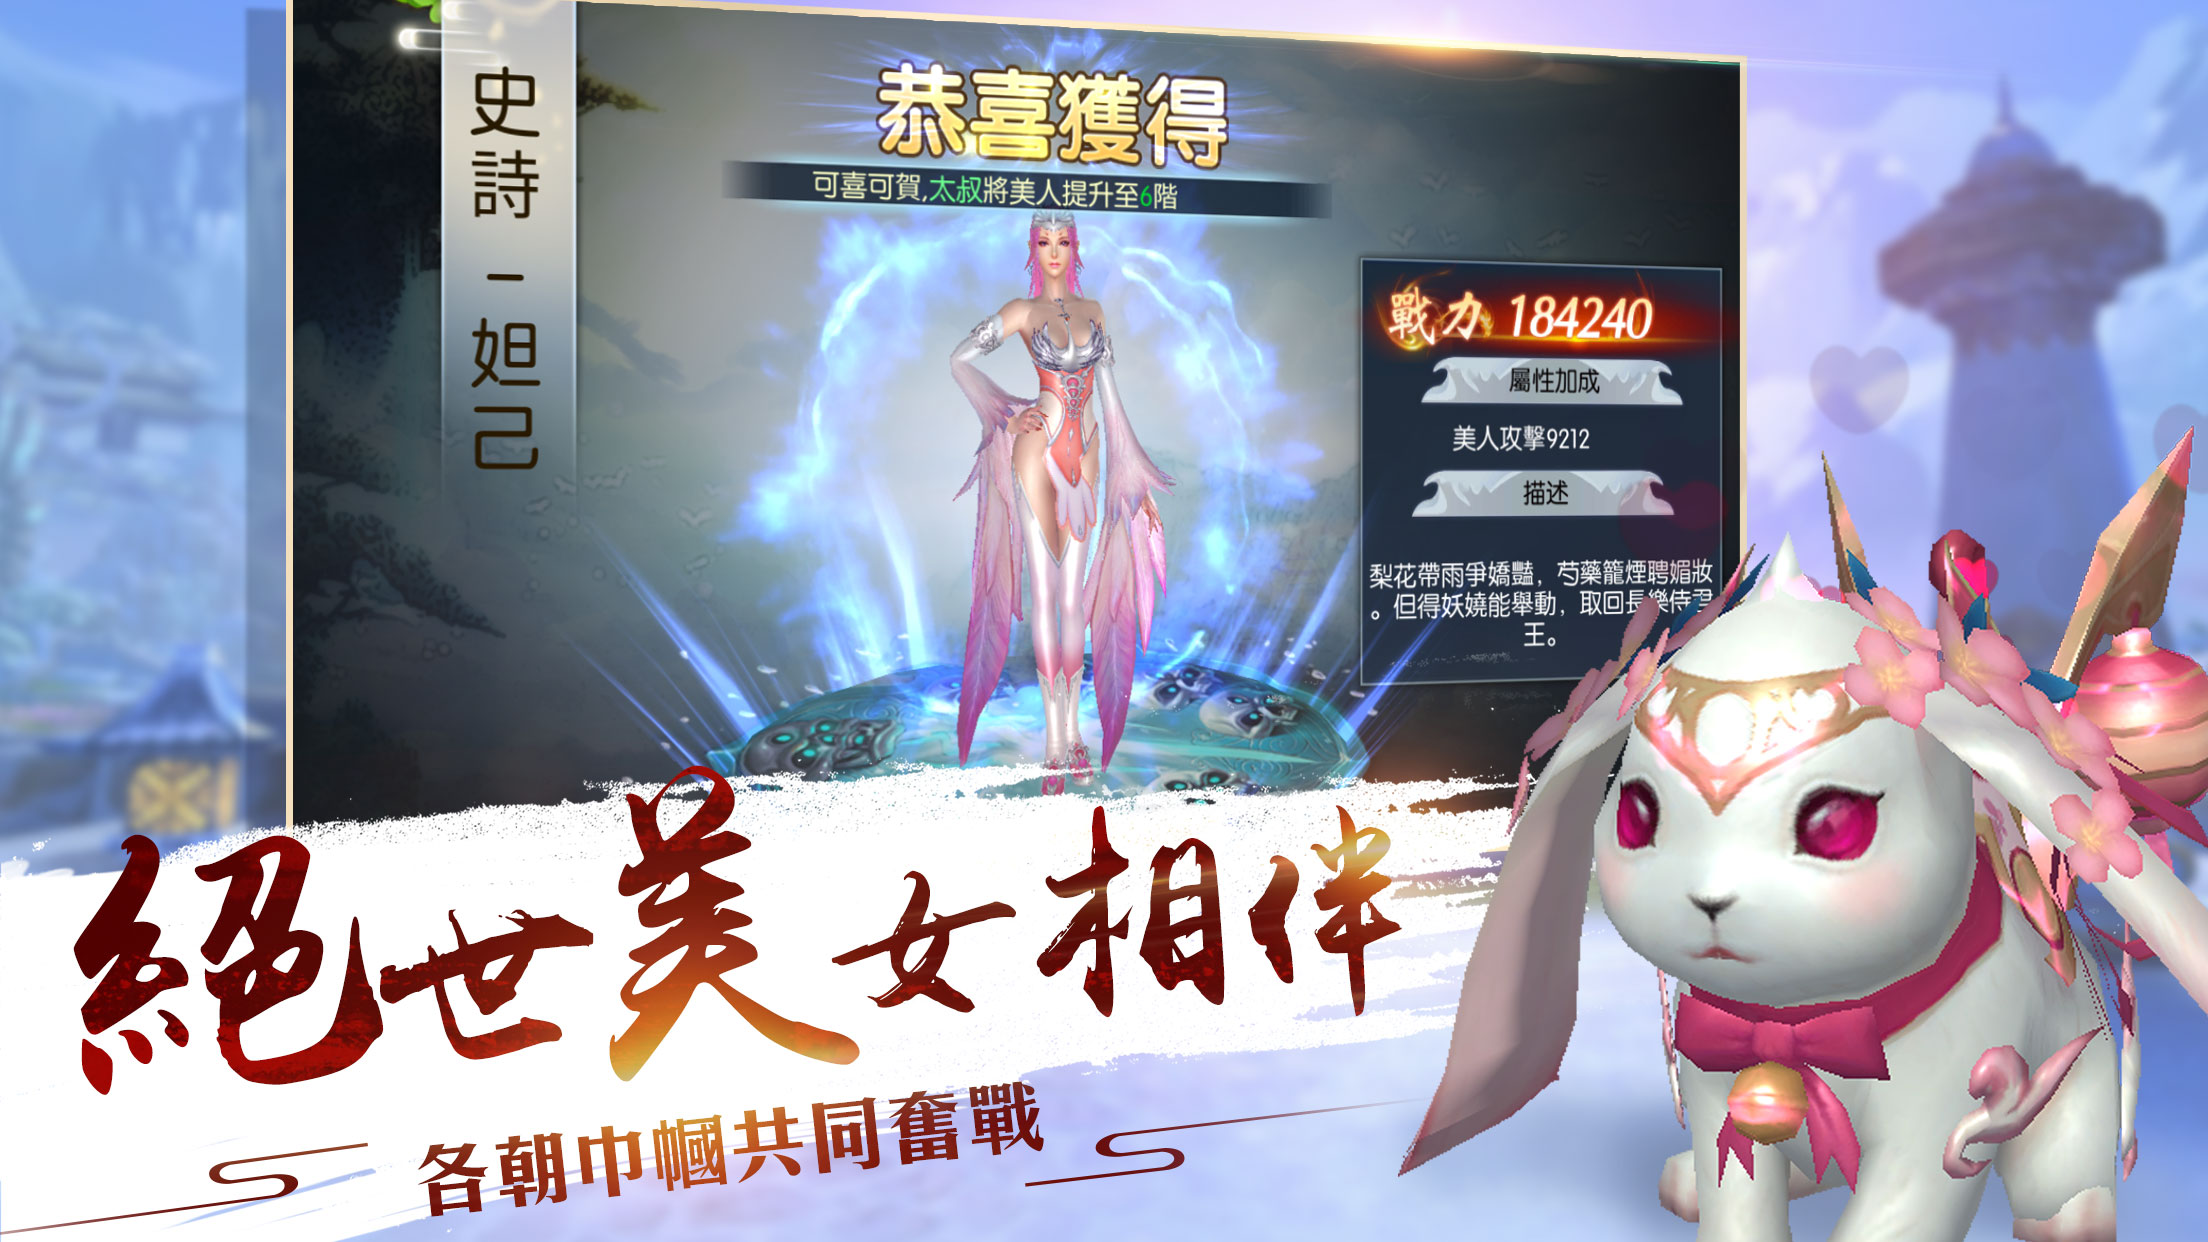 史詩－妲己
恭喜獲得
可喜可賀,太叔將美人提升至6階
戰力 184240
屬性加成
美人攻擊9212
描述
梨花帶雨爭嬌豔，芍藥籠煙聘媚妝
。但得妖嬈能舉動，取回長樂侍君
王。
絕世美女相伴
各朝巾幗共同奮戰